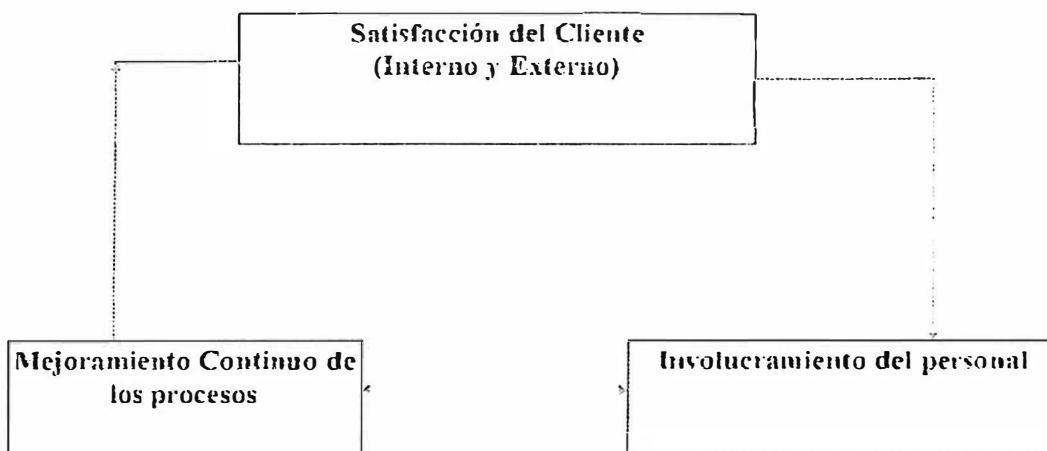 Satisfacción del Cliente
(Interno y Externo)
Mejoramiento Continuo de
los procesos
Involucramiento del personal